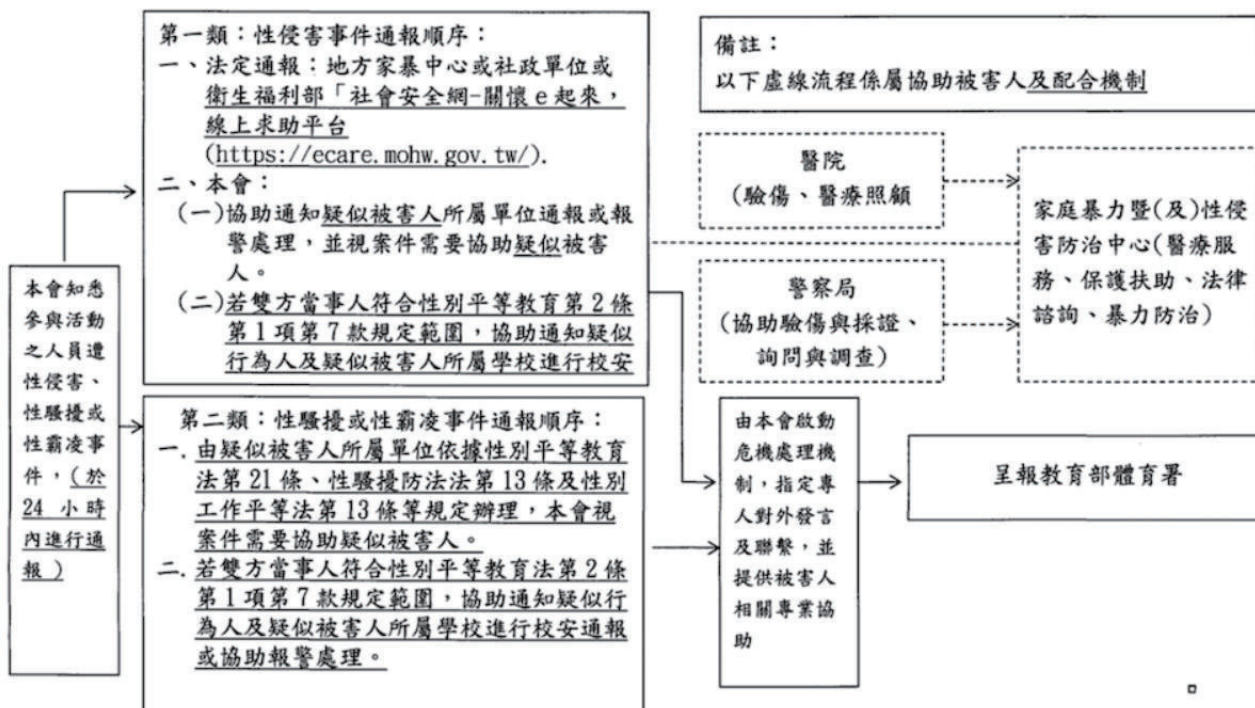 本會知悉
參與活動
之人員遭
性侵害、
性騷擾或
性霸凌事
件，(於
24 小時
內進行通
報)
第一類：性侵害事件通報順序：
一、法定通報：地方家暴中心或社政單位或
衛生福利部「社會安全網-關懷 e 起來，
線上求助平台
(https://ecare.mohw.gov.tw/).
二、本會：
(一)協助通知疑似被害人所屬單位通報或報
警處理，並視案件需要協助疑似被害
人。
(二)若雙方當事人符合性別平等教育第 2 條
第 1 項第 7 款規定範圍，協助通知疑似
行為人及疑似被害人所屬學校進行校安
第二類：性騷擾或性霸凌事件通報順序：
一. 由疑似被害人所屬單位依據性別平等教育
法第 21 條、性騷擾防法法第 13 條及性別
工作平等法第 13 條等規定辦理，本會視
案件需要協助疑似被害人。
二. 若雙方當事人符合性別平等教育法第 2 條
第 1 項第 7 款規定範圍，協助通知疑似行
為人及疑似被害人所屬學校進行校安通報
或協助報警處理。
備註：
以下虛線流程係屬協助被害人及配合機制
醫院
(驗傷、醫療照顧
警察局
(協助驗傷與採證、
詢問與調查)
家庭暴力暨(及)性侵
害防治中心(醫療服
務、保護扶助、法律
諮詢、暴力防治)
由本會啟動
危機處理機
制，指定專
人對外發言
及聯繫，並
提供被害人
相關專業協
助
呈報教育部體育署